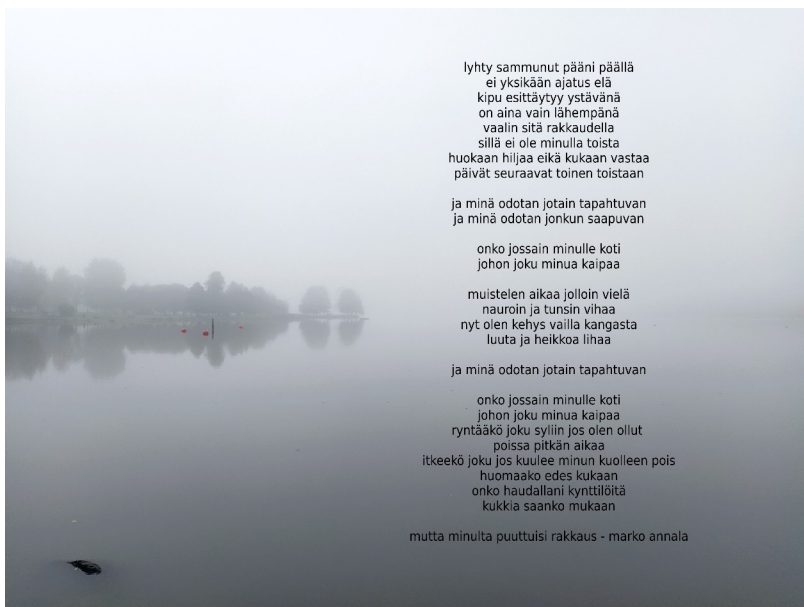 lyhty sammunut pääni päällä
ei yksikään ajatus elä
kipu esittäytyy ystävänä
on aina vain lähempänä
vaalin sitä rakkaudella
sillä ei ole minulla toista
huokaan hiljaa eikä kukaan vastaa
päivät seuraavat toinen toistaan
ja minä odotan jotain tapahtuvan
ja minä odotan jonkun saapuvan
onko jossain minulle koti
johon joku minua kaipaa
muistelen aikaa jolloin vielä
nauroin ja tunsin vihaa
nyt olen kehys vailla kangasta
luuta ja heikkoa lihaa
ja minä odotan jotain tapahtuvan
onko jossain minulle koti
johon joku minua kaipaa
ryntääkö joku syliin jos olen ollut
poissa pitkän aikaa
itkeekö joku jos kuulee minun kuolleen pois
huomaako edes kukaan
onko haudallani kynttilöitä
kukkia saanko mukaan
mutta minulta puuttuisi rakkaus - marko annala